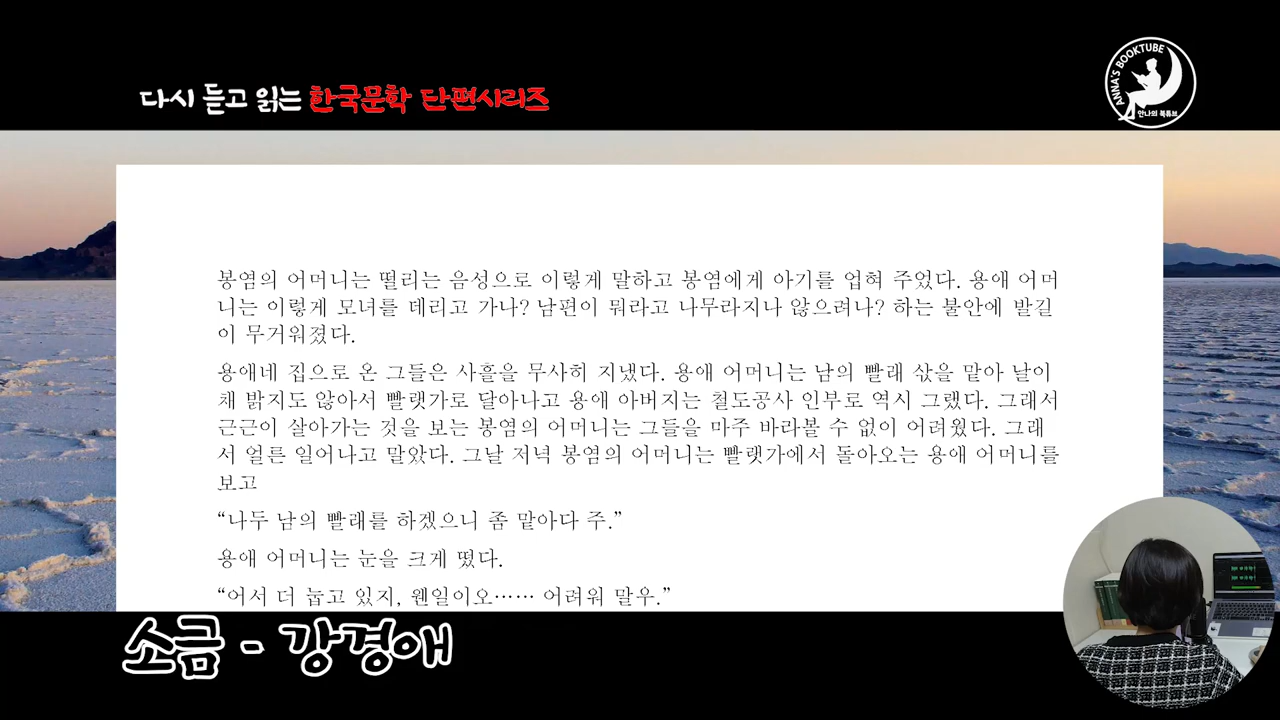 다시 듣고 읽는 한국문학 단편시리즈
ANNA'S BOOKTUBE
안나의 북튜브
봉염의 어머니는 떨리는 음성으로 이렇게 말하고 봉염에게 아기를 업혀 주었다. 용애 어머
니는 이렇게 모녀를 데리고 가나? 남편이 뭐라고 나무라지나 않으려나? 하는 불안에 발길
이 무거워졌다.
용애네 집으로 온 그들은 사흘을 무사히 지냈다. 용애 어머니는 남의 빨래 삯을 맡아 날이
채 밝지도 않아서 빨랫가로 달아나고 용애 아버지는 철도공사 인부로 역시 그랬다. 그래서
근근이 살아가는 것을 보는 봉염의 어머니는 그들을 마주 바라볼 수 없이 어려웠다. 그래
서 얼른 일어나고 말았다. 그날 저녁 봉염의 어머니는 빨랫가에서 돌아오는 용애 어머니를
보고
“나두 남의 빨래를 하겠으니 좀 맡아다 주.”
용애 어머니는 눈을 크게 떴다.
“어서 더 눕고 있지, 웬일이오…… 어려워 말우.”
소금 - 강경애